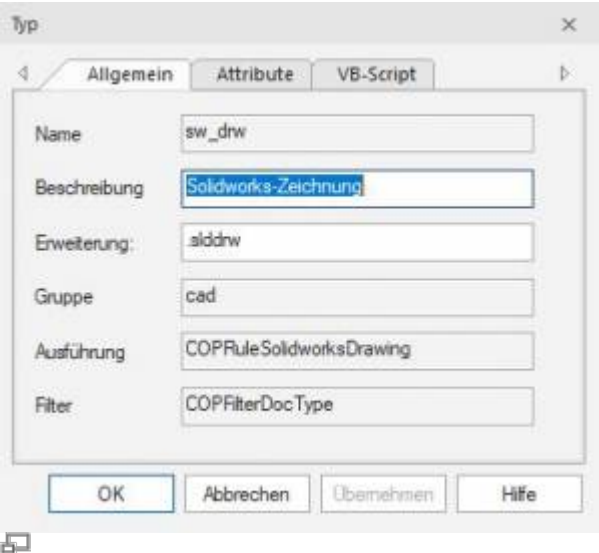 Typ
Allgemein Attribute VB-Script
Name sw_drw
Beschreibung Solidworks-Zeichnung
Erweiterung: .slddrw
Gruppe cad
Ausführung COPRuleSolidworksDrawing
Filter COPFilterDocType
OK Abbrechen Übernehmen Hilfe